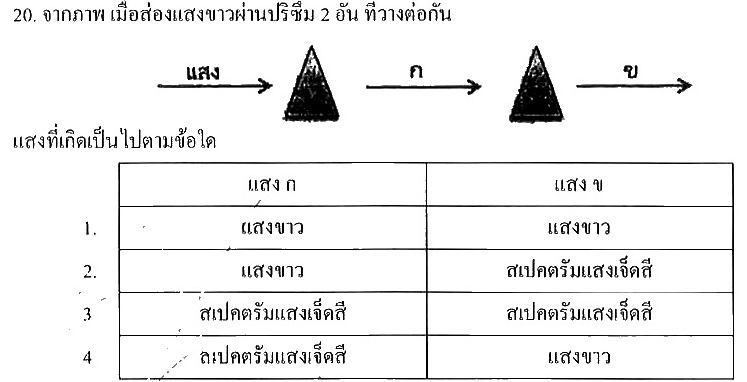 20. จากภาพ เมื่อส่องแสงขาวผ่านปริซึม 2 อัน ที่วางต่อกัน
แสง ก ข
แสงที่เกิดเป็นไปตามข้อใด
แสง ก แสง ข
1. แสงขาว แสงขาว
2. แสงขาว สเปคตรัมแสงเจ็ดสี
3 สเปคตรัมแสงเจ็ดสี สเปคตรัมแสงเจ็ดสี
4 สเปคตรัมแสงเจ็ดสี แสงขาว